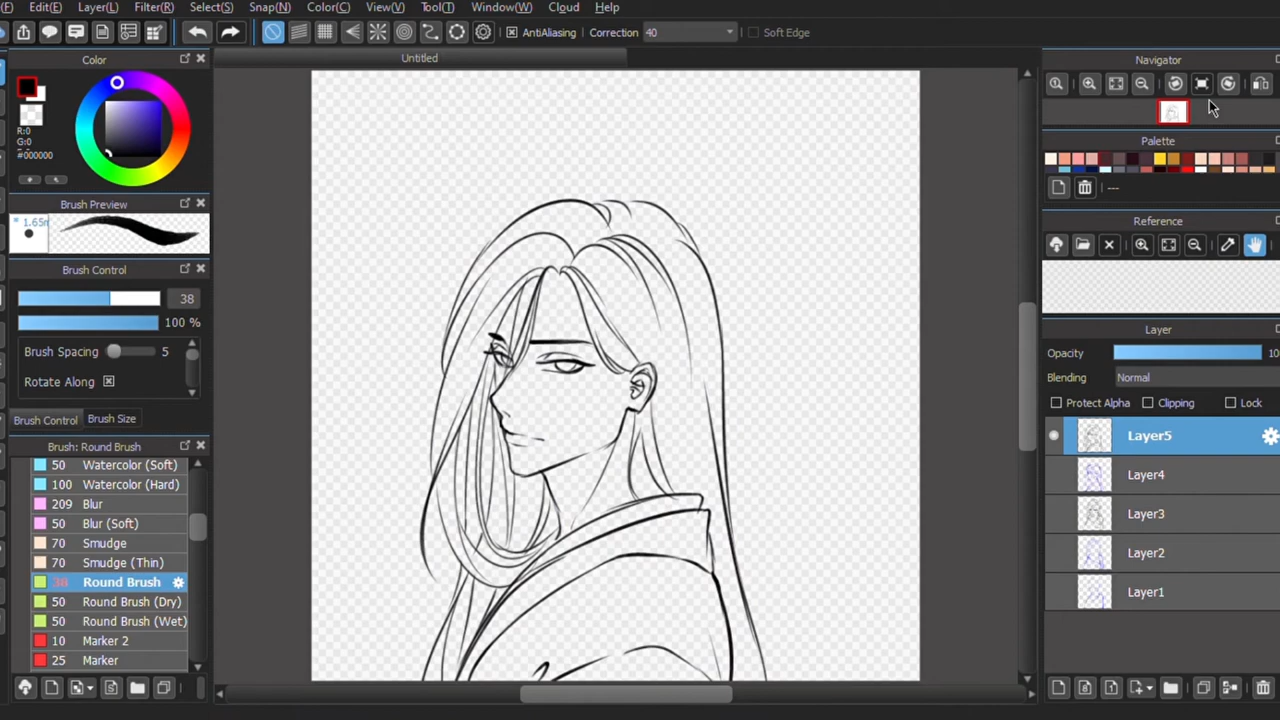 Edit(E) Layer(L) Filter(R) Select(S) Snap(N) Color(C) View(V) Tool(T) Window(W) Cloud Help
AntiAliasing Correction 40 Soft Edge
Untitled
Color
R:0
G:0
#000000
Brush Preview
* 1.65m
Brush Control
38
100 %
Brush Spacing 5
Rotate Along
Brush Control Brush Size
Brush: Round Brush
50 Watercolor (Soft)
100 Watercolor (Hard)
209 Blur
50 Blur (Soft)
70 Smudge
70 Smudge (Thin)
38 Round Brush
50 Round Brush (Dry)
50 Round Brush (Wet)
10 Marker 2
25 Marker
Navigator
Palette
---
Reference
Layer
Opacity 10
Blending Normal
Protect Alpha Clipping Lock
Layer5
Layer4
Layer3
Layer2
Layer1